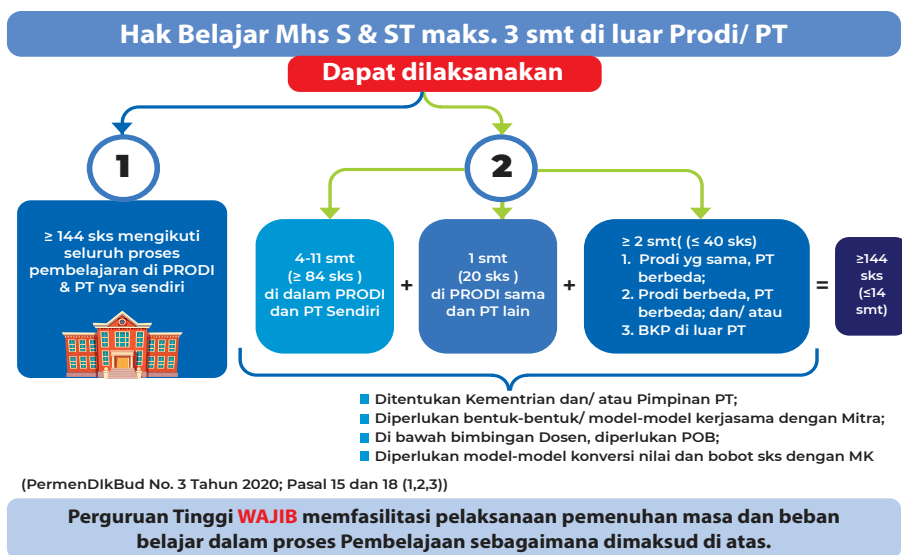 Hak Belajar Mhs S & ST maks. 3 smt di luar Prodi/ PT
Dapat dilaksanakan
1
2
≥ 144 sks mengikuti
seluruh proses
pembelajaran di PRODI
& PT nya sendiri
4-11 smt
(≥ 84 sks )
di dalam PRODI
dan PT Sendiri
+
1 smt
(20 sks )
di PRODI sama
dan PT lain
+
≥ 2 smt( (≤ 40 sks)
1. Prodi yg sama, PT
berbeda;
2. Prodi berbeda, PT
berbeda; dan/ atau
3. BKP di luar PT
=
≥144
sks
(≤14
smt)
Ditentukan Kementrian dan/ atau Pimpinan PT;
Diperlukan bentuk-bentuk/ model-model kerjasama dengan Mitra;
Di bawah bimbingan Dosen, diperlukan POB;
Diperlukan model-model konversi nilai dan bobot sks dengan MK
(PermenDIkBud No. 3 Tahun 2020; Pasal 15 dan 18 (1,2,3))
Perguruan Tinggi WAJIB memfasilitasi pelaksanaan pemenuhan masa dan beban
belajar dalam proses Pembelajaan sebagaimana dimaksud di atas.